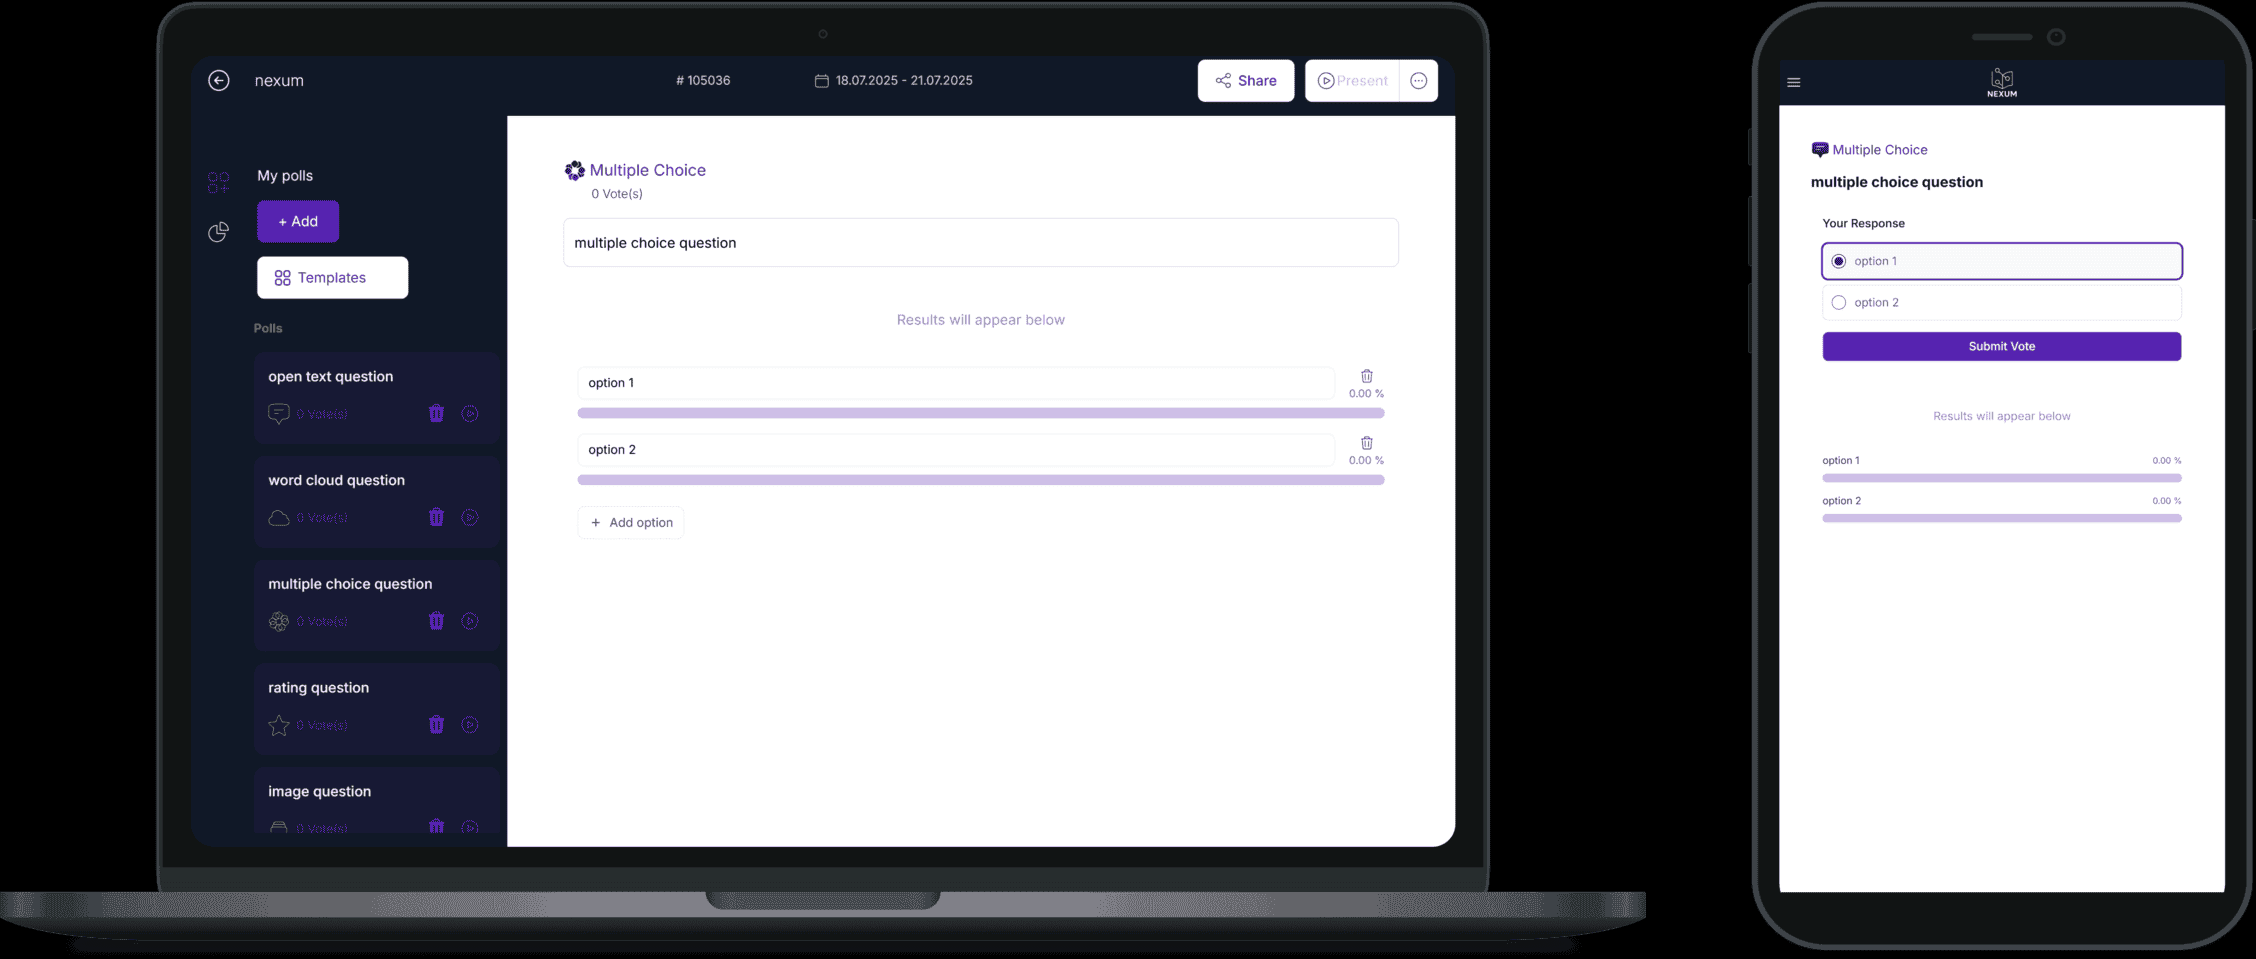 nexum
# 105036
18.07.2025 - 21.07.2025
Share
Present
My polls
+ Add
Templates
Polls
open text question
0 Vote(s)
word cloud question
0 Vote(s)
multiple choice question
0 Vote(s)
rating question
0 Vote(s)
image question
0 Vote(s)
Multiple Choice
0 Vote(s)
multiple choice question
Results will appear below
option 1
0.00 %
option 2
0.00 %
+ Add option
NEXUM
Multiple Choice
multiple choice question
Your Response
option 1
option 2
Submit Vote
Results will appear below
option 1 0.00 %
option 2 0.00 %